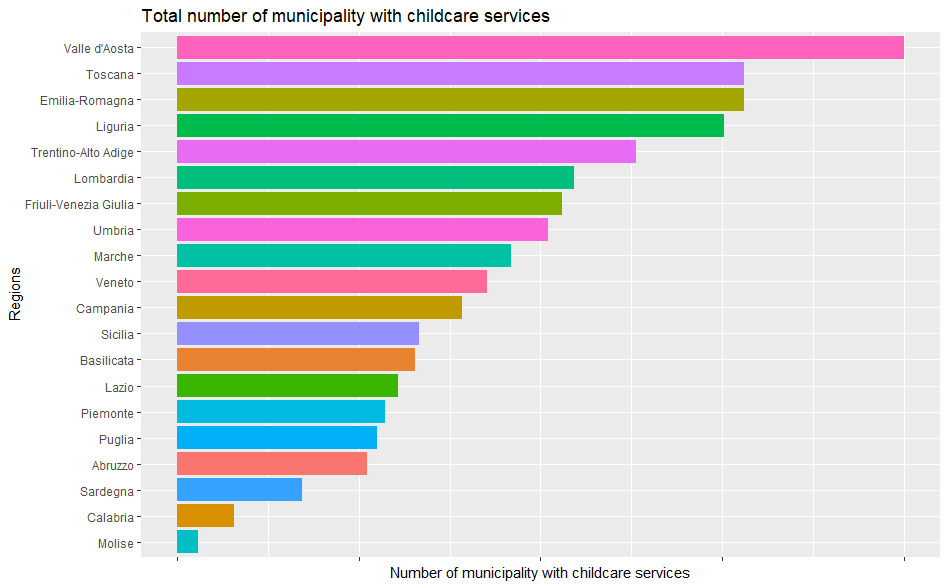 Total number of municipality with childcare services
Valle d'Aosta
Toscana
Emilia-Romagna
Liguria
Trentino-Alto Adige
Lombardia
Friuli-Venezia Giulia
Umbria
Marche
Veneto
Campania
Sicilia
Basilicata
Lazio
Piemonte
Puglia
Abruzzo
Sardegna
Calabria
Molise
Regions
Number of municipality with childcare services